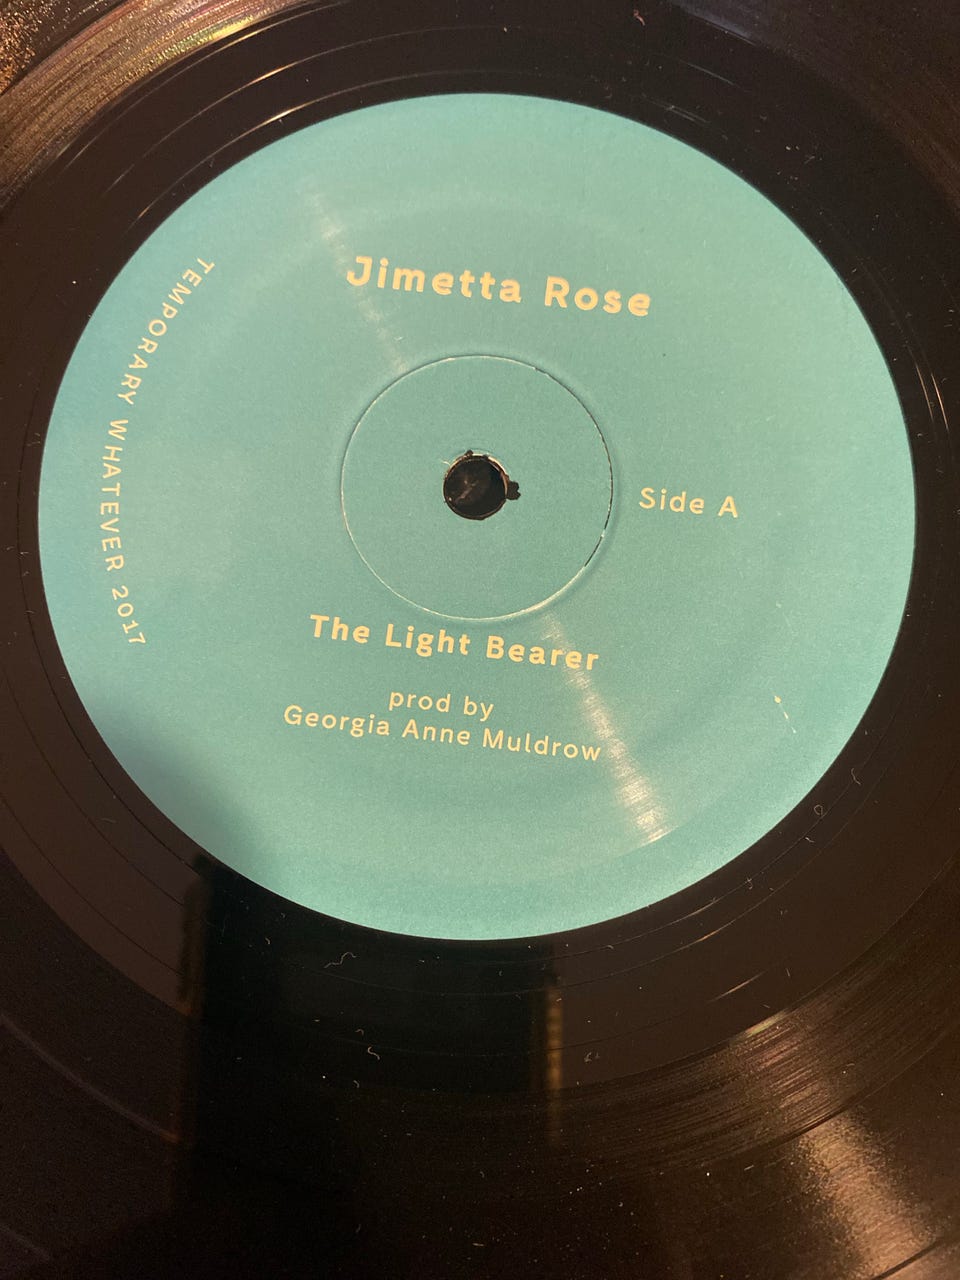 Jimetta Rose
TEMPORARY WHATEVER 2017
Side A
The Light Bearer
prod by
Georgia Anne Muldrow